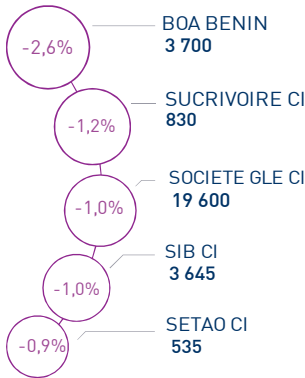 -2,6%
BOA BENIN
3 700
-1,2%
SUCRIVOIRE CI
830
-1,0%
SOCIETE GLE CI
19 600
-1,0%
SIB CI
3 645
-0,9%
SETAO CI
535